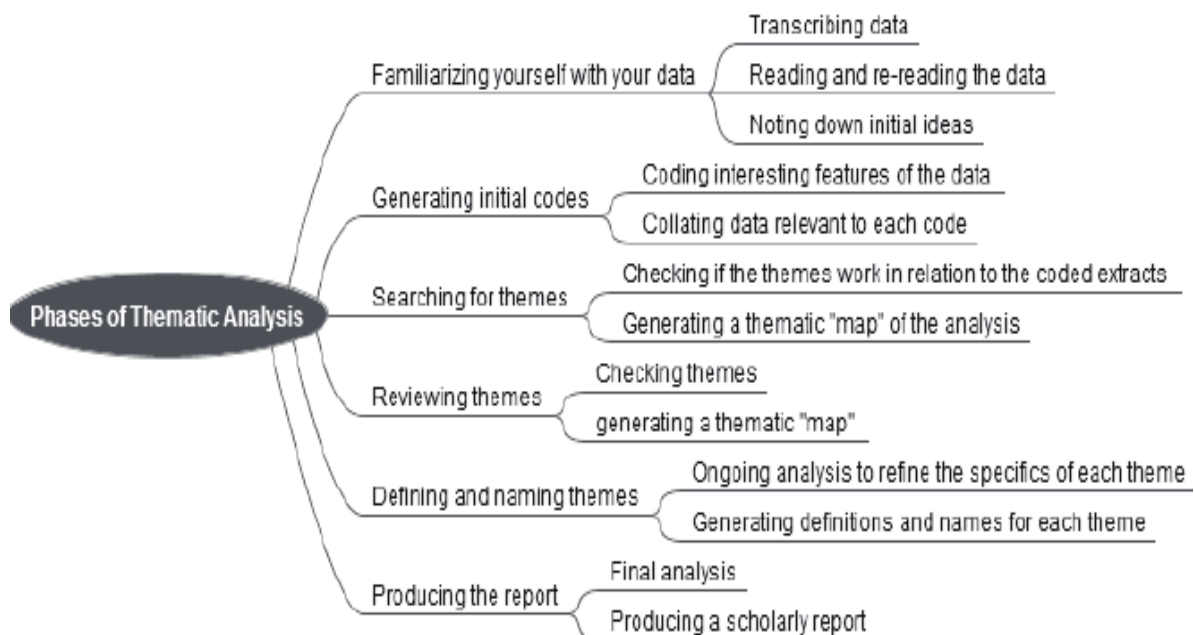 Phases of Thematic Analysis
Familiarizing yourself with your data
Transcribing data
Reading and re-reading the data
Noting down initial ideas
Generating initial codes
Coding interesting features of the data
Collating data relevant to each code
Searching for themes
Checking if the themes work in relation to the coded extracts
Generating a thematic "map" of the analysis
Reviewing themes
Checking themes
generating a thematic "map"
Defining and naming themes
Ongoing analysis to refine the specifics of each theme
Generating definitions and names for each theme
Producing the report
Final analysis
Producing a scholarly report